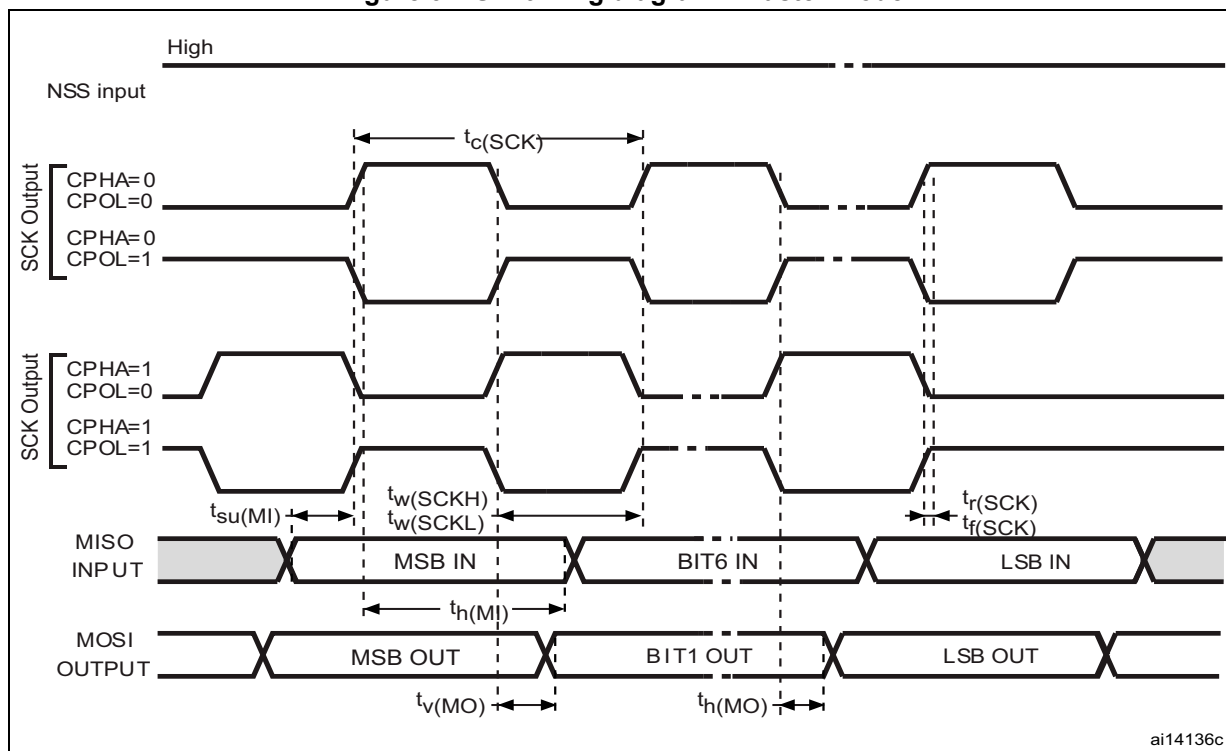 High
NSS input
tc(SCK)
SCK Output
CPHA=0
CPOL=0
CPHA=0
CPOL=1
SCK Output
CPHA=1
CPOL=0
CPHA=1
CPOL=1
tsu(MI)
tw(SCKH)
tw(SCKL)
tr(SCK)
tf(SCK)
MISO
INPUT
MSB IN
BIT6 IN
LSB IN
th(MI)
MOSI
OUTPUT
MSB OUT
BIT1 OUT
LSB OUT
tv(MO)
th(MO)
ai14136c